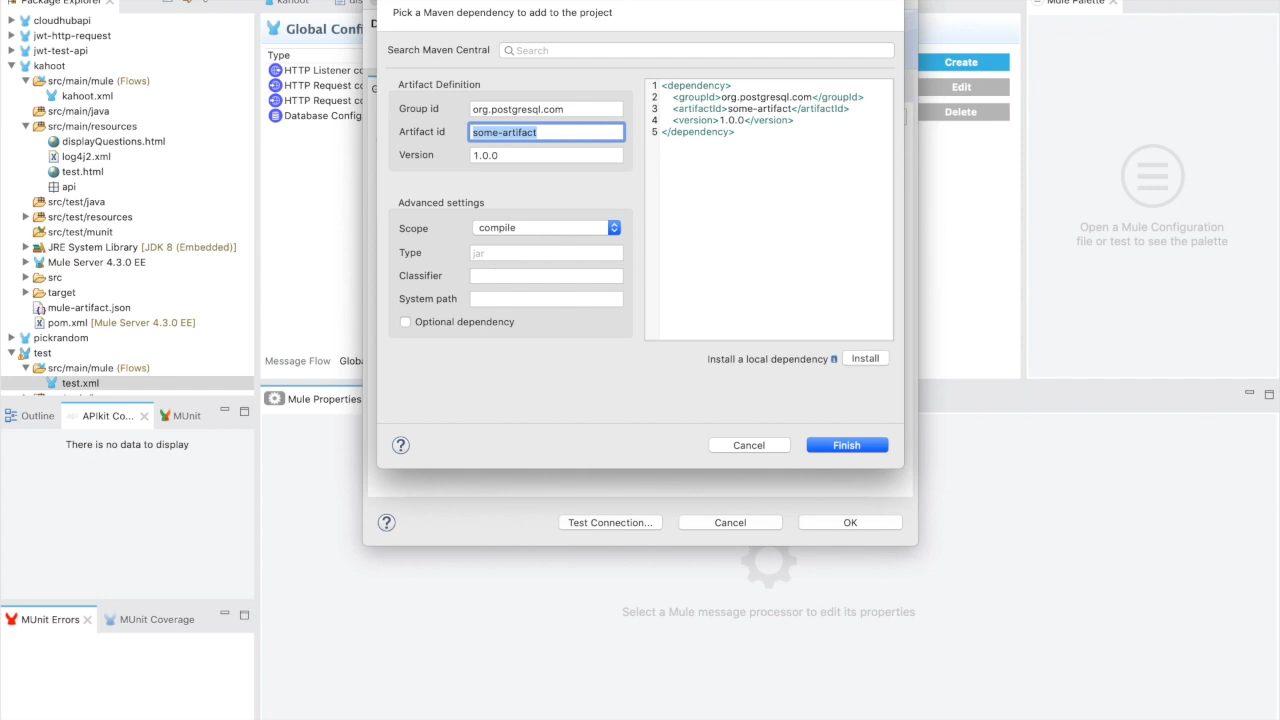 Package Explorer
cloudhubapi
jwt-http-request
jwt-test-api
kahoot
src/main/mule (Flows)
kahoot.xml
src/main/java
src/main/resources
displayQuestions.html
log4j2.xml
test.html
api
src/test/java
src/test/resources
src/test/munit
JRE System Library [JDK 8 (Embedded)]
Mule Server 4.3.0 EE
src
target
mule-artifact.json
pom.xml [Mule Server 4.3.0 EE]
pickrandom
test
src/main/mule (Flows)
test.xml
Outline
APIkit Co...
MUnit
There is no data to display
MUnit Errors
MUnit Coverage
kahoot
Global Confi
Type
HTTP Listener co
HTTP Request co
HTTP Request co
Database Config
Message Flow
Globa
Mule Properties
Pick a Maven dependency to add to the project
Search Maven Central
Search
Artifact Definition
Group id
org.postgresql.com
Artifact id
some-artifact
Version
1.0.0
Advanced settings
Scope
compile
Type
jar
Classifier
System path
Optional dependency
1 <dependency>
2 <groupId>org.postgresql.com</groupId>
3 <artifactId>some-artifact</artifactId>
4 <version>1.0.0</version>
5 </dependency>
Install a local dependency
Install
?
Cancel
Finish
?
Test Connection...
Cancel
OK
Create
Edit
Delete
Mule Palette
Open a Mule Configuration
file or test to see the palette
Select a Mule message processor to edit its properties